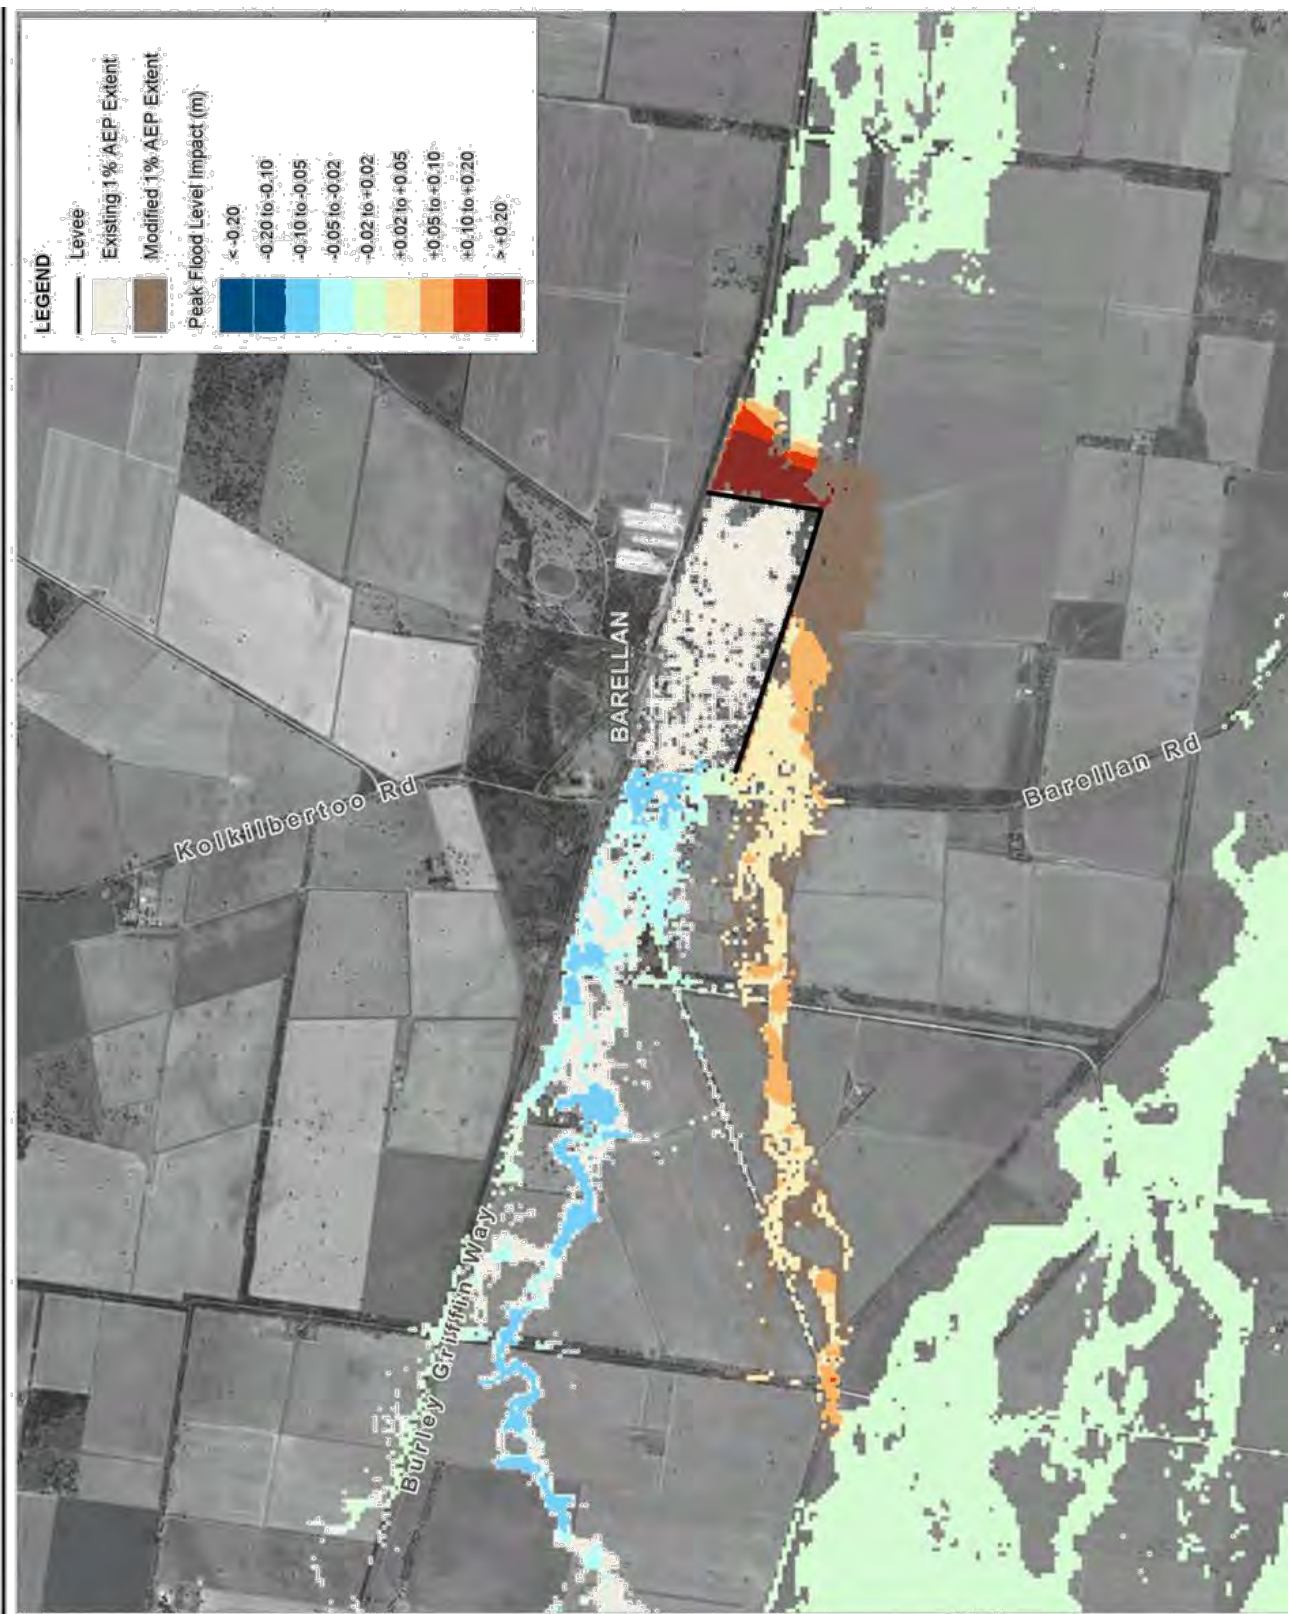 LEGEND
Levee
Existing 1% AEP Extent
Modified 1% AEP Extent
Peak Flood Level Impact (m)
< -0.20
-0.20 to -0.10
-0.10 to -0.05
-0.05 to -0.02
-0.02 to +0.02
+0.02 to +0.05
+0.05 to +0.10
+0.10 to +0.20
> +0.20
Kolkilbertoo Rd
BARELLAN
Barellan Rd
Burley Griffin Way